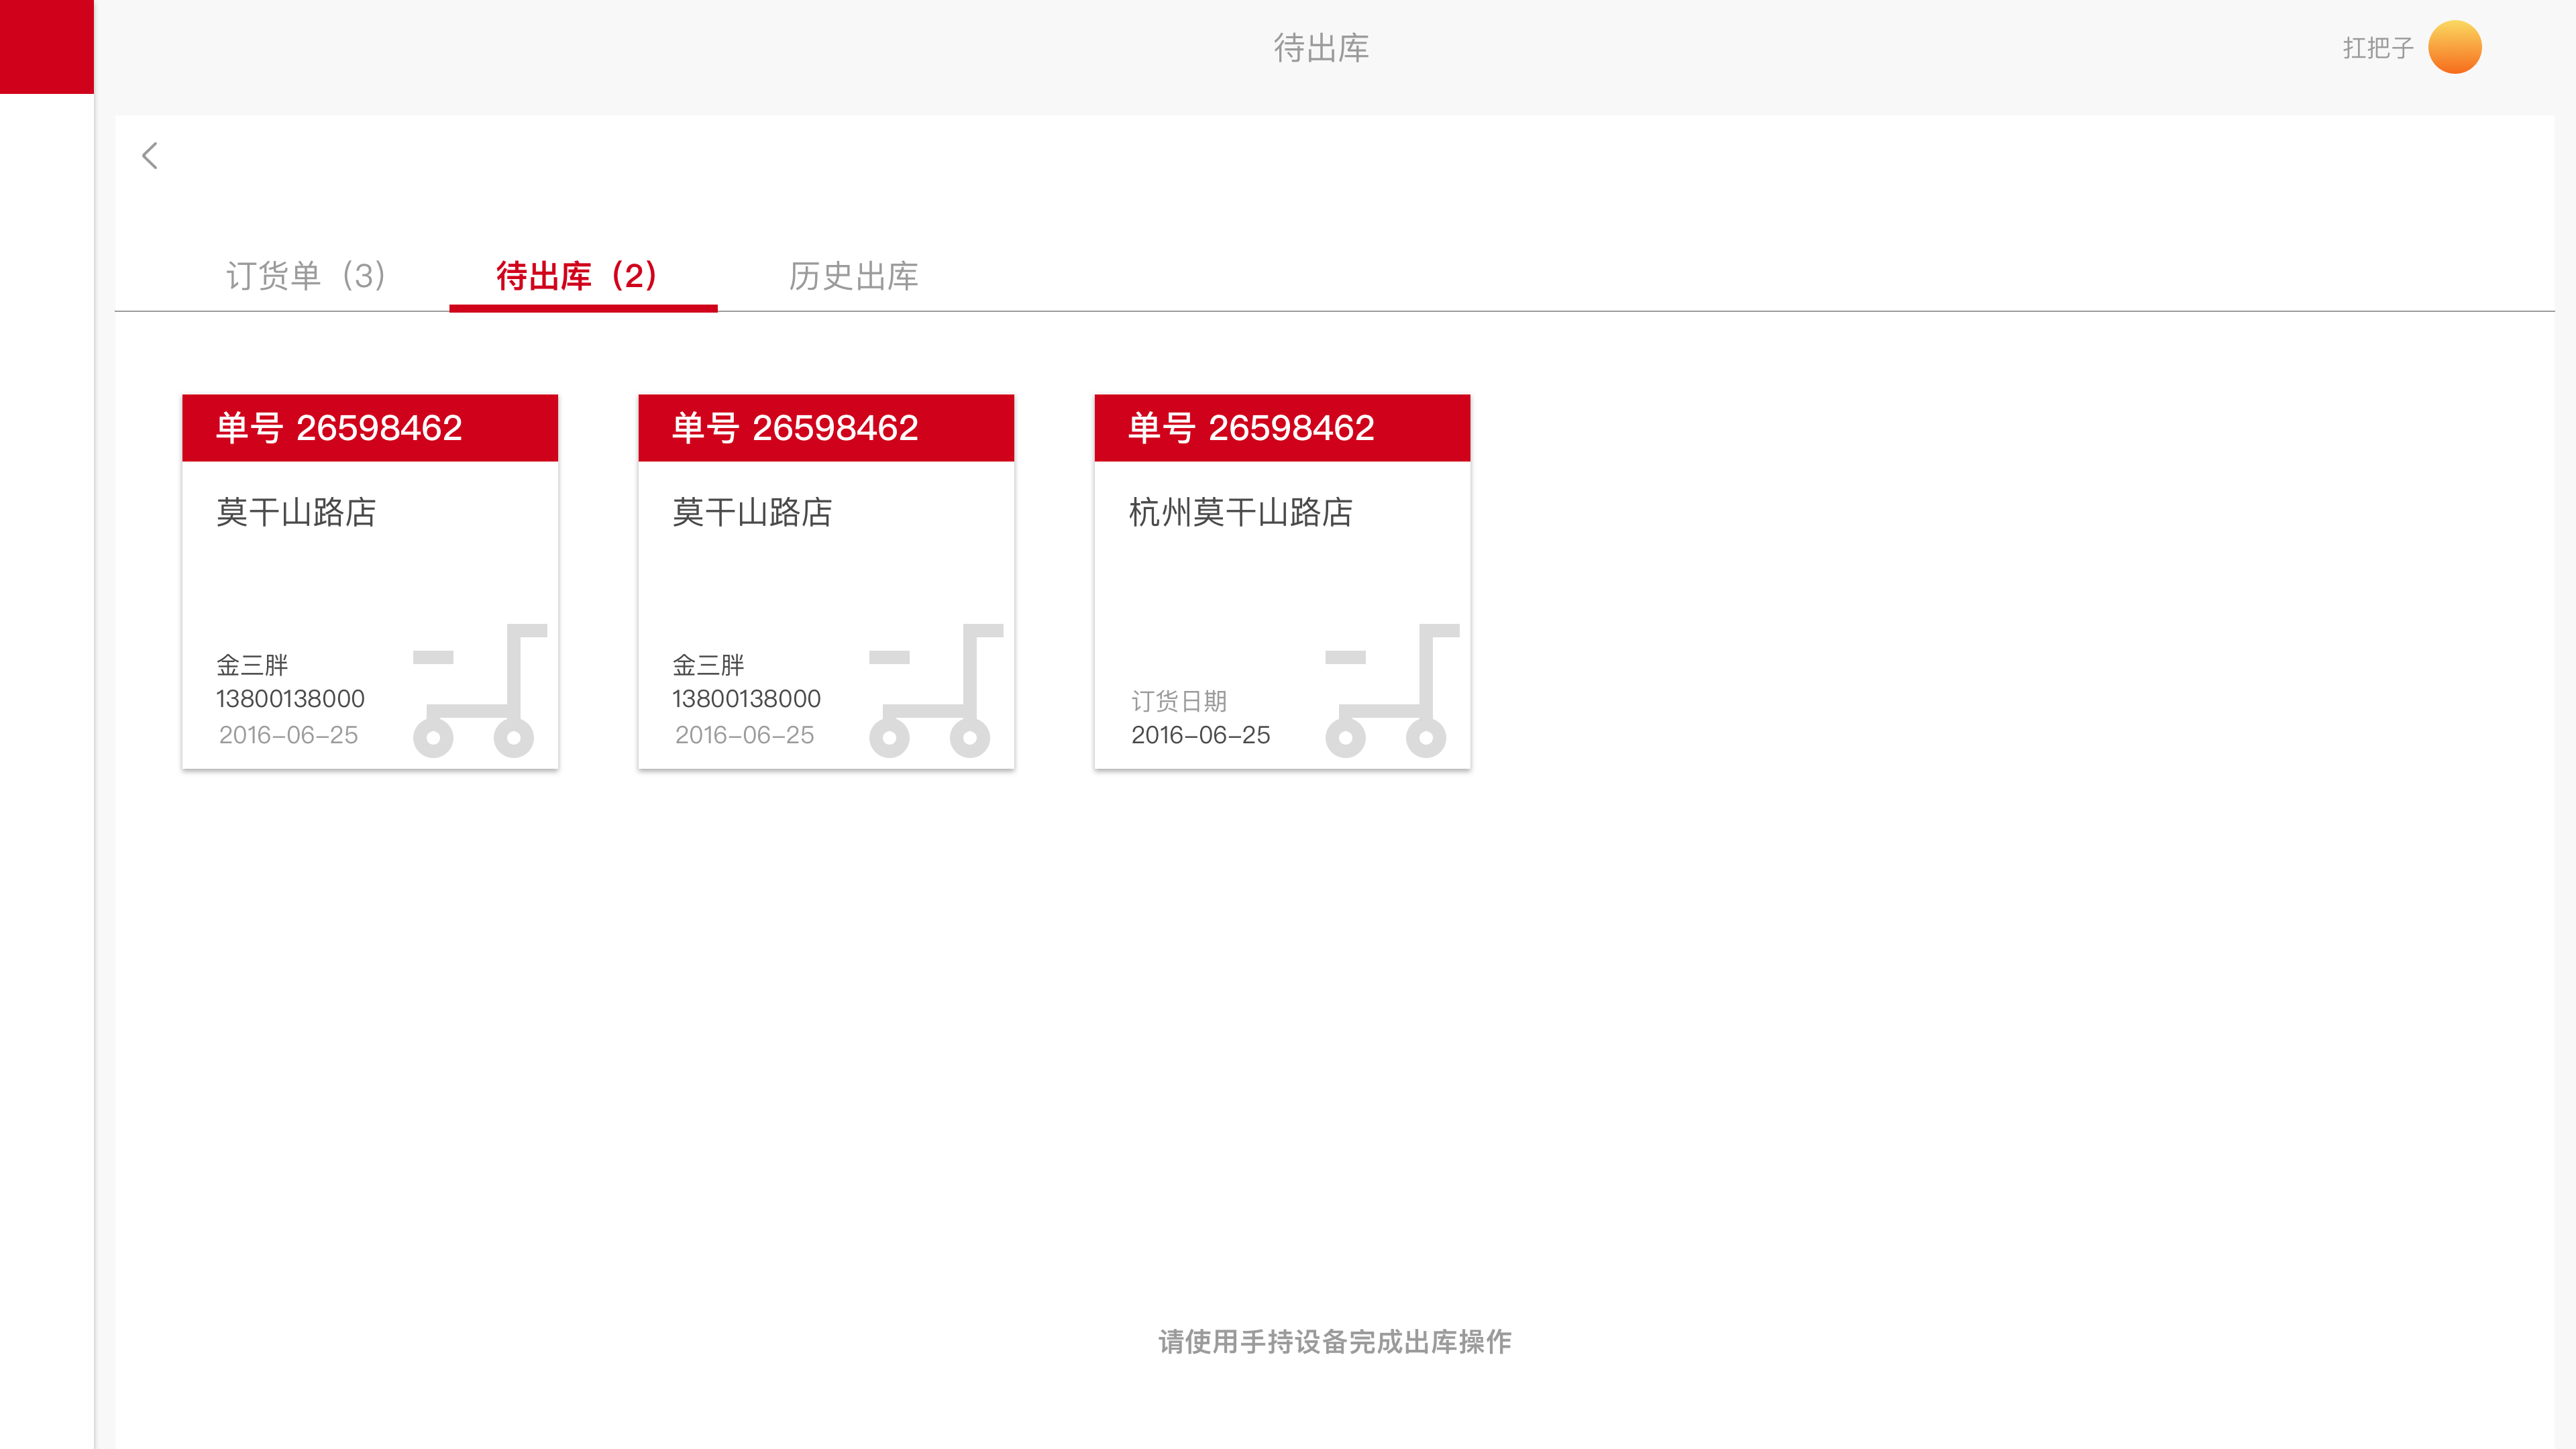 待出库
扛把子
订货单（3）
待出库（2）
历史出库
单号 26598462
莫干山路店
金三胖
13800138000
2016-06-25
单号 26598462
莫干山路店
金三胖
13800138000
2016-06-25
单号 26598462
杭州莫干山路店
订货日期
2016-06-25
请使用手持设备完成出库操作